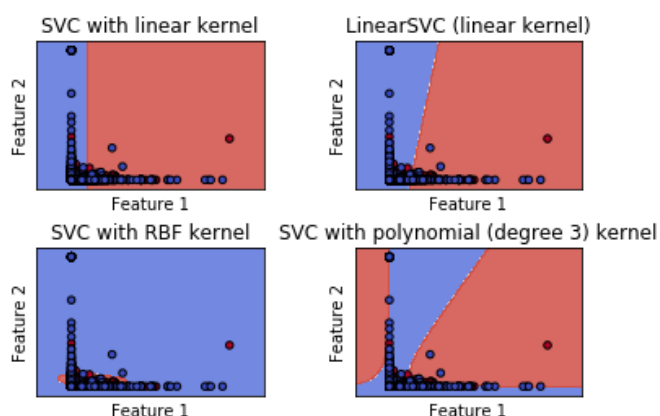 SVC with linear kernel
LinearSVC (linear kernel)
Feature 2
Feature 2
Feature 1
Feature 1
SVC with RBF kernel
SVC with polynomial (degree 3) kernel
Feature 2
Feature 2
Feature 1
Feature 1